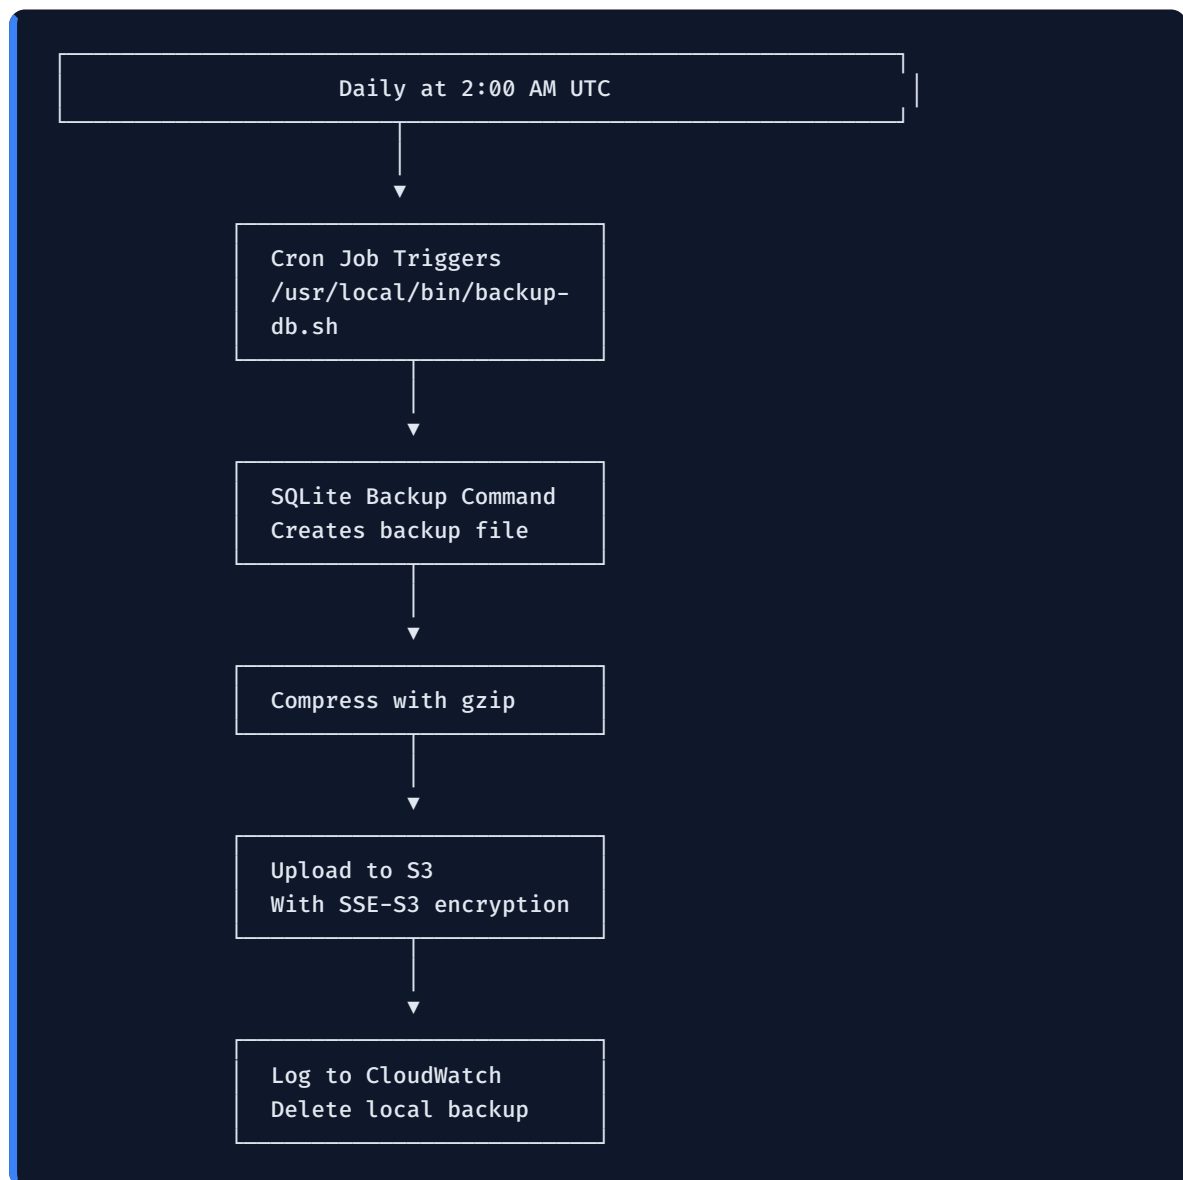 Daily at 2:00 AM UTC
Cron Job Triggers
/usr/local/bin/backup-
db.sh
SQLite Backup Command
Creates backup file
Compress with gzip
Upload to S3
With SSE-S3 encryption
Log to CloudWatch
Delete local backup